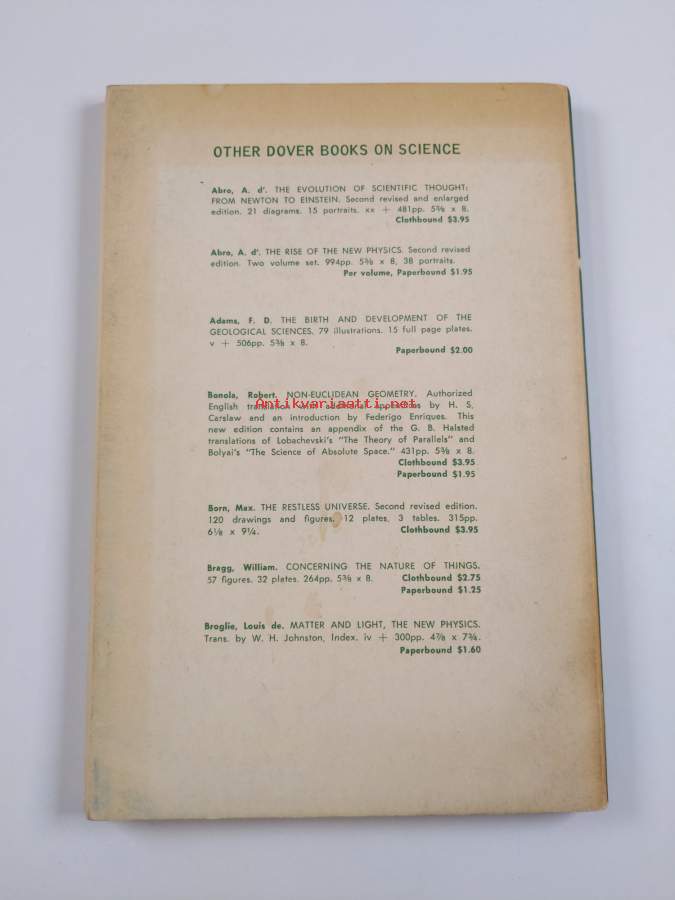 OTHER DOVER BOOKS ON SCIENCE
Abro, A. d'. THE EVOLUTION OF SCIENTIFIC THOUGHT:
FROM NEWTON TO EINSTEIN. Second revised and enlarged
edition. 21 diagrams. 15 portraits. xx + 481pp. 5⅜ x 8.
Clothbound $3.95
Abro, A. d'. THE RISE OF THE NEW PHYSICS. Second revised
edition. Two volume set. 994pp. 5⅜ x 8, 38 portraits.
Per volume, Paperbound $1.95
Adams, F. D. THE BIRTH AND DEVELOPMENT OF THE
GEOLOGICAL SCIENCES. 79 illustrations. 15 full page plates.
v + 506pp. 5⅜ x 8.
Paperbound $2.00
Bonola, Robert. NON-EUCLIDEAN GEOMETRY. Authorized
Antikvariaatti.net
English translation with additional appendices by H. S.
Carslaw and an introduction by Federigo Enriques. This
new edition contains an appendix of the G. B. Halsted
translations of Lobachevski's "The Theory of Parallels" and
Bolyai's "The Science of Absolute Space." 431pp. 5⅜ x 8.
Clothbound $3.95
Paperbound $1.95
Born, Max. THE RESTLESS UNIVERSE. Second revised edition.
120 drawings and figures. 12 plates, 3 tables. 315pp.
6⅛ x 9¼. Clothbound $3.95
Bragg, William. CONCERNING THE NATURE OF THINGS.
57 figures. 32 plates. 264pp. 5⅜ x 8. Clothbound $2.75
Paperbound $1.25
Broglie, Louis de. MATTER AND LIGHT, THE NEW PHYSICS.
Trans. by W. H. Johnston, Index. iv + 300pp. 4⅞ x 7¾.
Paperbound $1.60